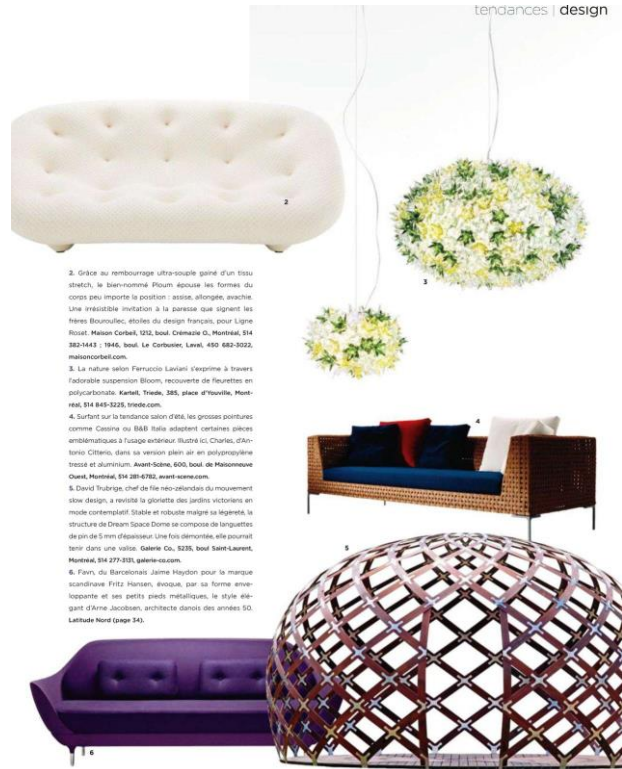 tendances | design
2
3
2. Grâce au rembourrage ultra-souple gainé d'un tissu
stretch, le bien-nommé Ploum épouse les formes du
corps peu importe la position : assise, allongée, avachie.
Une irrésistible invitation à la paresse que signent les
frères Bouroullec, étoiles du design français, pour Ligne
Roset. Maison Corbeil, 1212, boul. Crémazie O., Montréal, 514
382-1443 ; 1946, boul. Le Corbusier, Laval, 450 682-3022,
maisoncorbeil.com.
3. La nature selon Ferruccio Laviani s'exprime à travers
l'adorable suspension Bloom, recouverte de fleurettes en
polycarbonate. Kartell, Triede, 385, place d'Youville, Mont-
réal, 514 845-3225, triede.com.
4. Surfant sur la tendance salon d'été, les grosses pointures
comme Cassina ou B&B Italia adaptent certaines pièces
emblématiques à l'usage extérieur. Illustré ici, Charles, d'An-
tonio Citterio, dans sa version plein air en polypropylène
tressé et aluminium. Avant-Scène, 600, boul. de Maisonneuve
Ouest, Montréal, 514 281-6782, avant-scene.com.
5. David Trubrige, chef de file néo-zélandais du mouvement
slow design, a revisité la gloriette des jardins victoriens en
mode contemplatif. Stable et robuste malgré sa légèreté, la
structure de Dream Space Dome se compose de languettes
de pin de 5 mm d'épaisseur. Une fois démontée, elle pourrait
tenir dans une valise. Galerie Co., 5235, boul Saint-Laurent,
Montréal, 514 277-3131, galerie-co.com.
6. Favn, du Barcelonais Jaime Haydon pour la marque
scandinave Fritz Hansen, évoque, par sa forme enve-
loppante et ses petits pieds métalliques, le style élé-
gant d'Arne Jacobsen, architecte danois des années 50.
Latitude Nord (page 34).
4
5
6